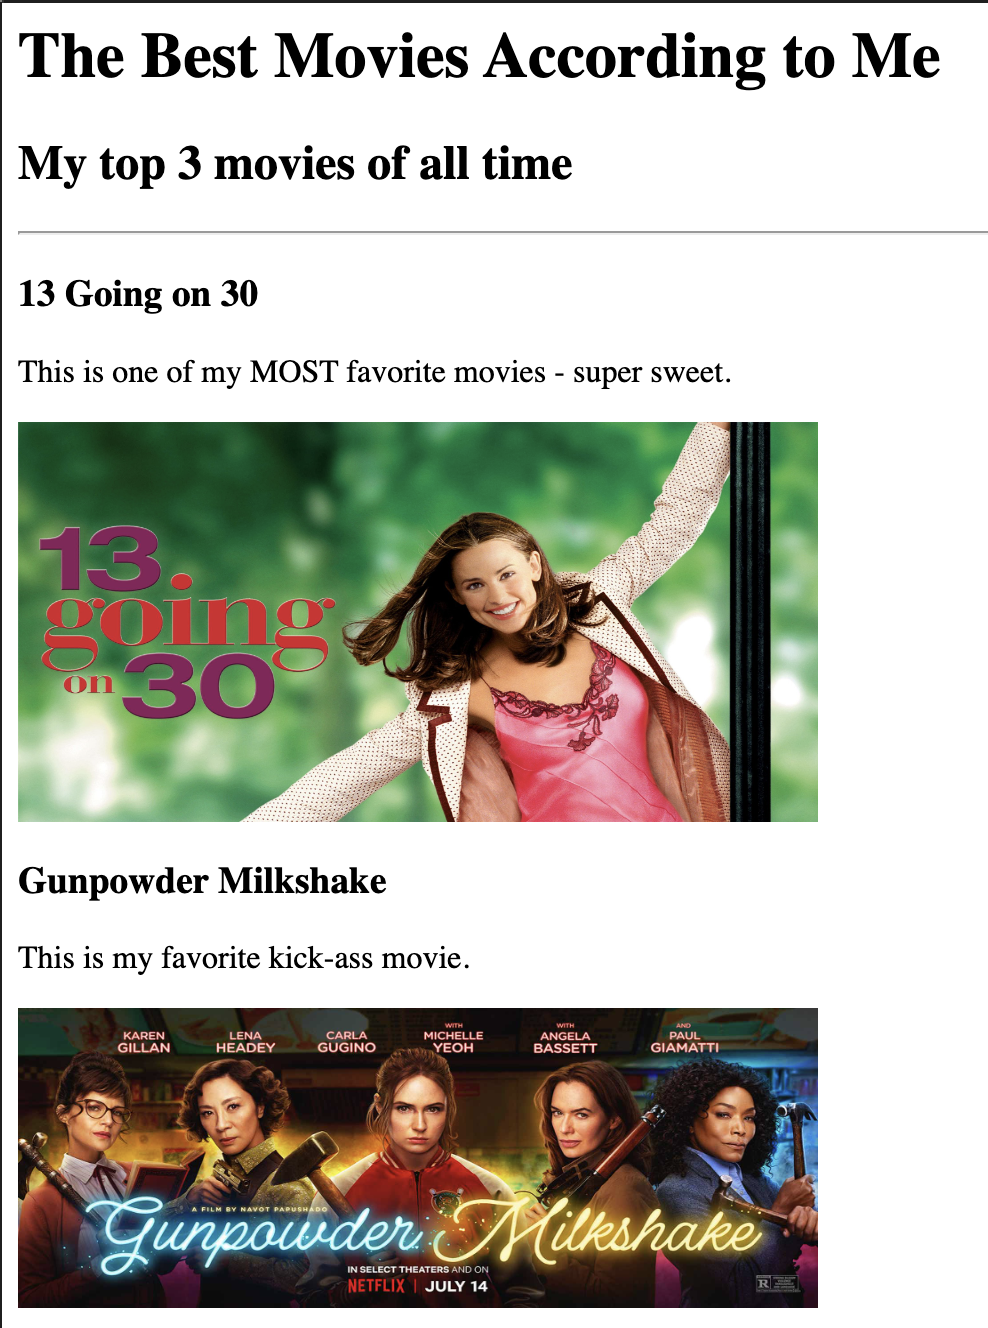 The Best Movies According to Me
My top 3 movies of all time
13 Going on 30
This is one of my MOST favorite movies - super sweet.
13
going
on 30
Gunpowder Milkshake
This is my favorite kick-ass movie.
KAREN GILLAN
LENA HEADEY
CARLA GUGINO
WITH MICHELLE YEOH
WITH ANGELA BASSETT
AND PAUL GIAMATTI
A FILM BY NAVOT PAPUSHADO
Gunpowder Milkshake
IN SELECT THEATERS AND ON
NETFLIX | JULY 14
R